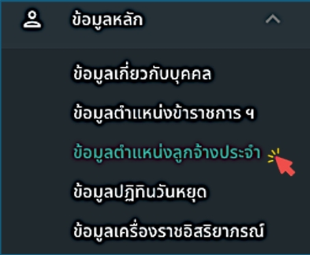 ข้อมูลหลัก
ข้อมูลเกี่ยวกับบุคคล
ข้อมูลตำแหน่งข้าราชการ ฯ
ข้อมูลตำแหน่งลูกจ้างประจำ
ข้อมูลปฏิทินวันหยุด
ข้อมูลเครื่องราชอิสริยาภรณ์